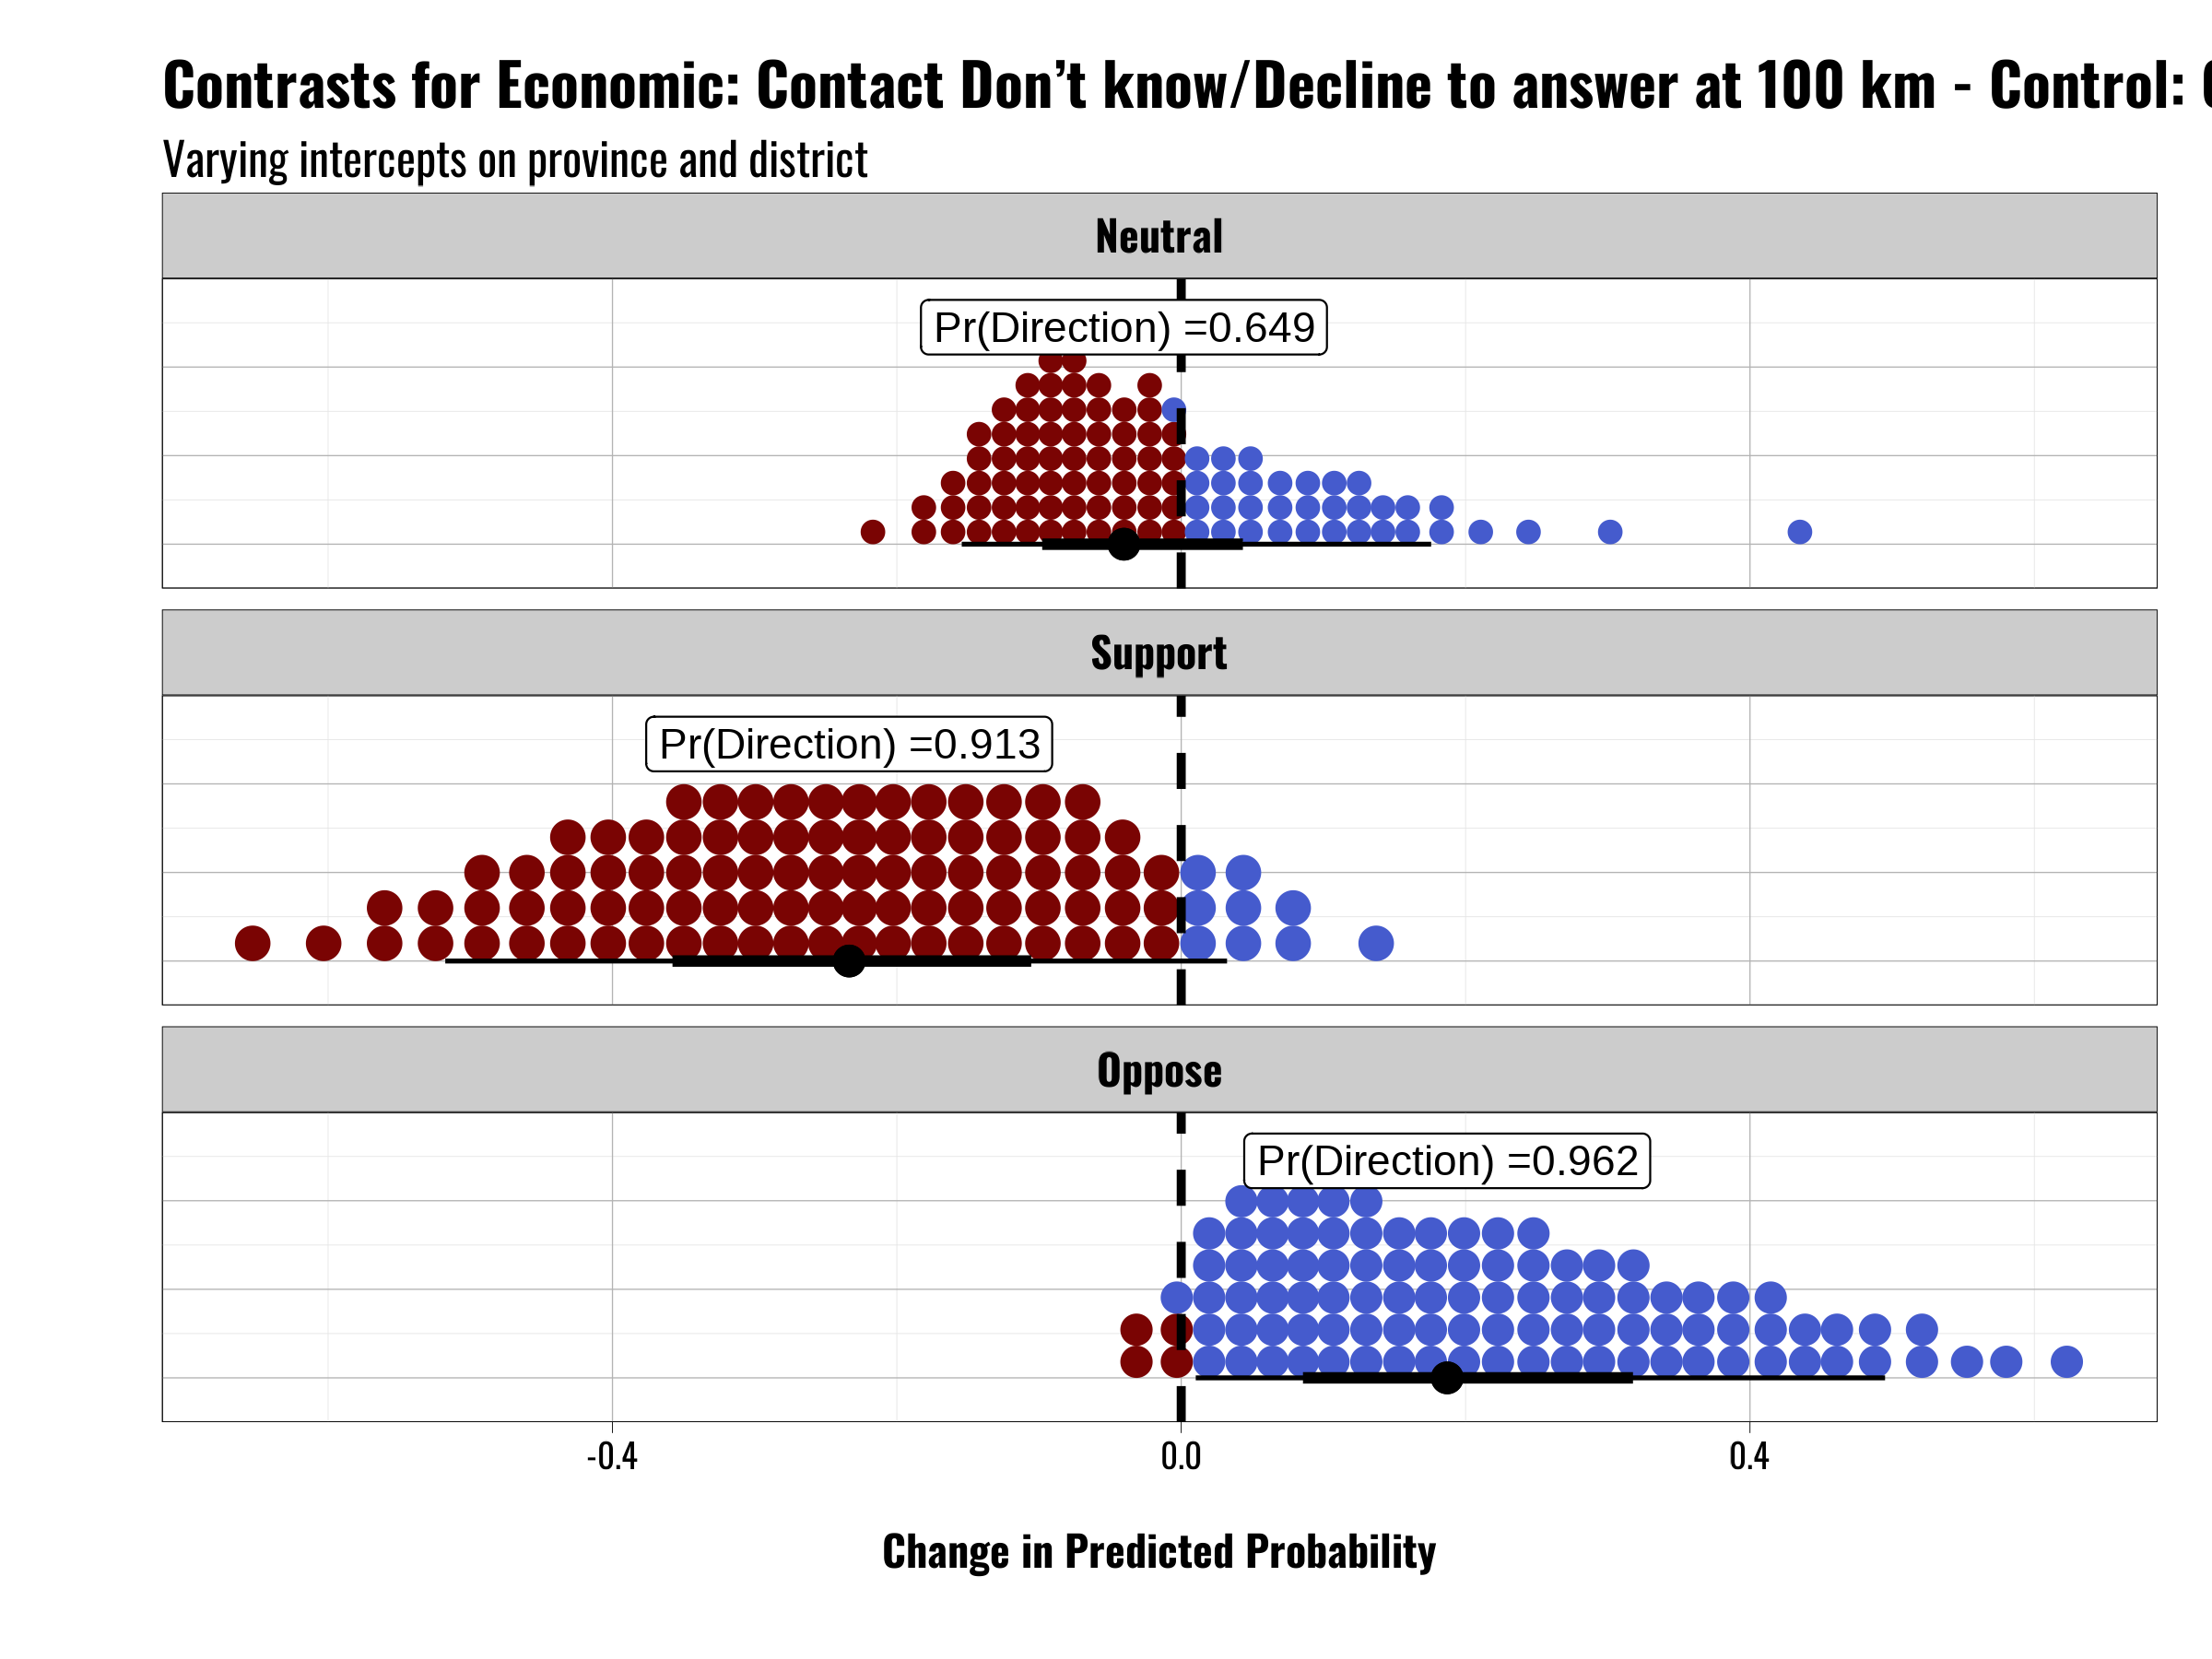 Contrasts for Economic: Contact Don’t know/Decline to answer at 100 km - Control:
Varying intercepts on province and district
Neutral
Pr(Direction) =0.649
Support
Pr(Direction) =0.913
Oppose
Pr(Direction) =0.962
-0.4 0.0 0.4
Change in Predicted Probability